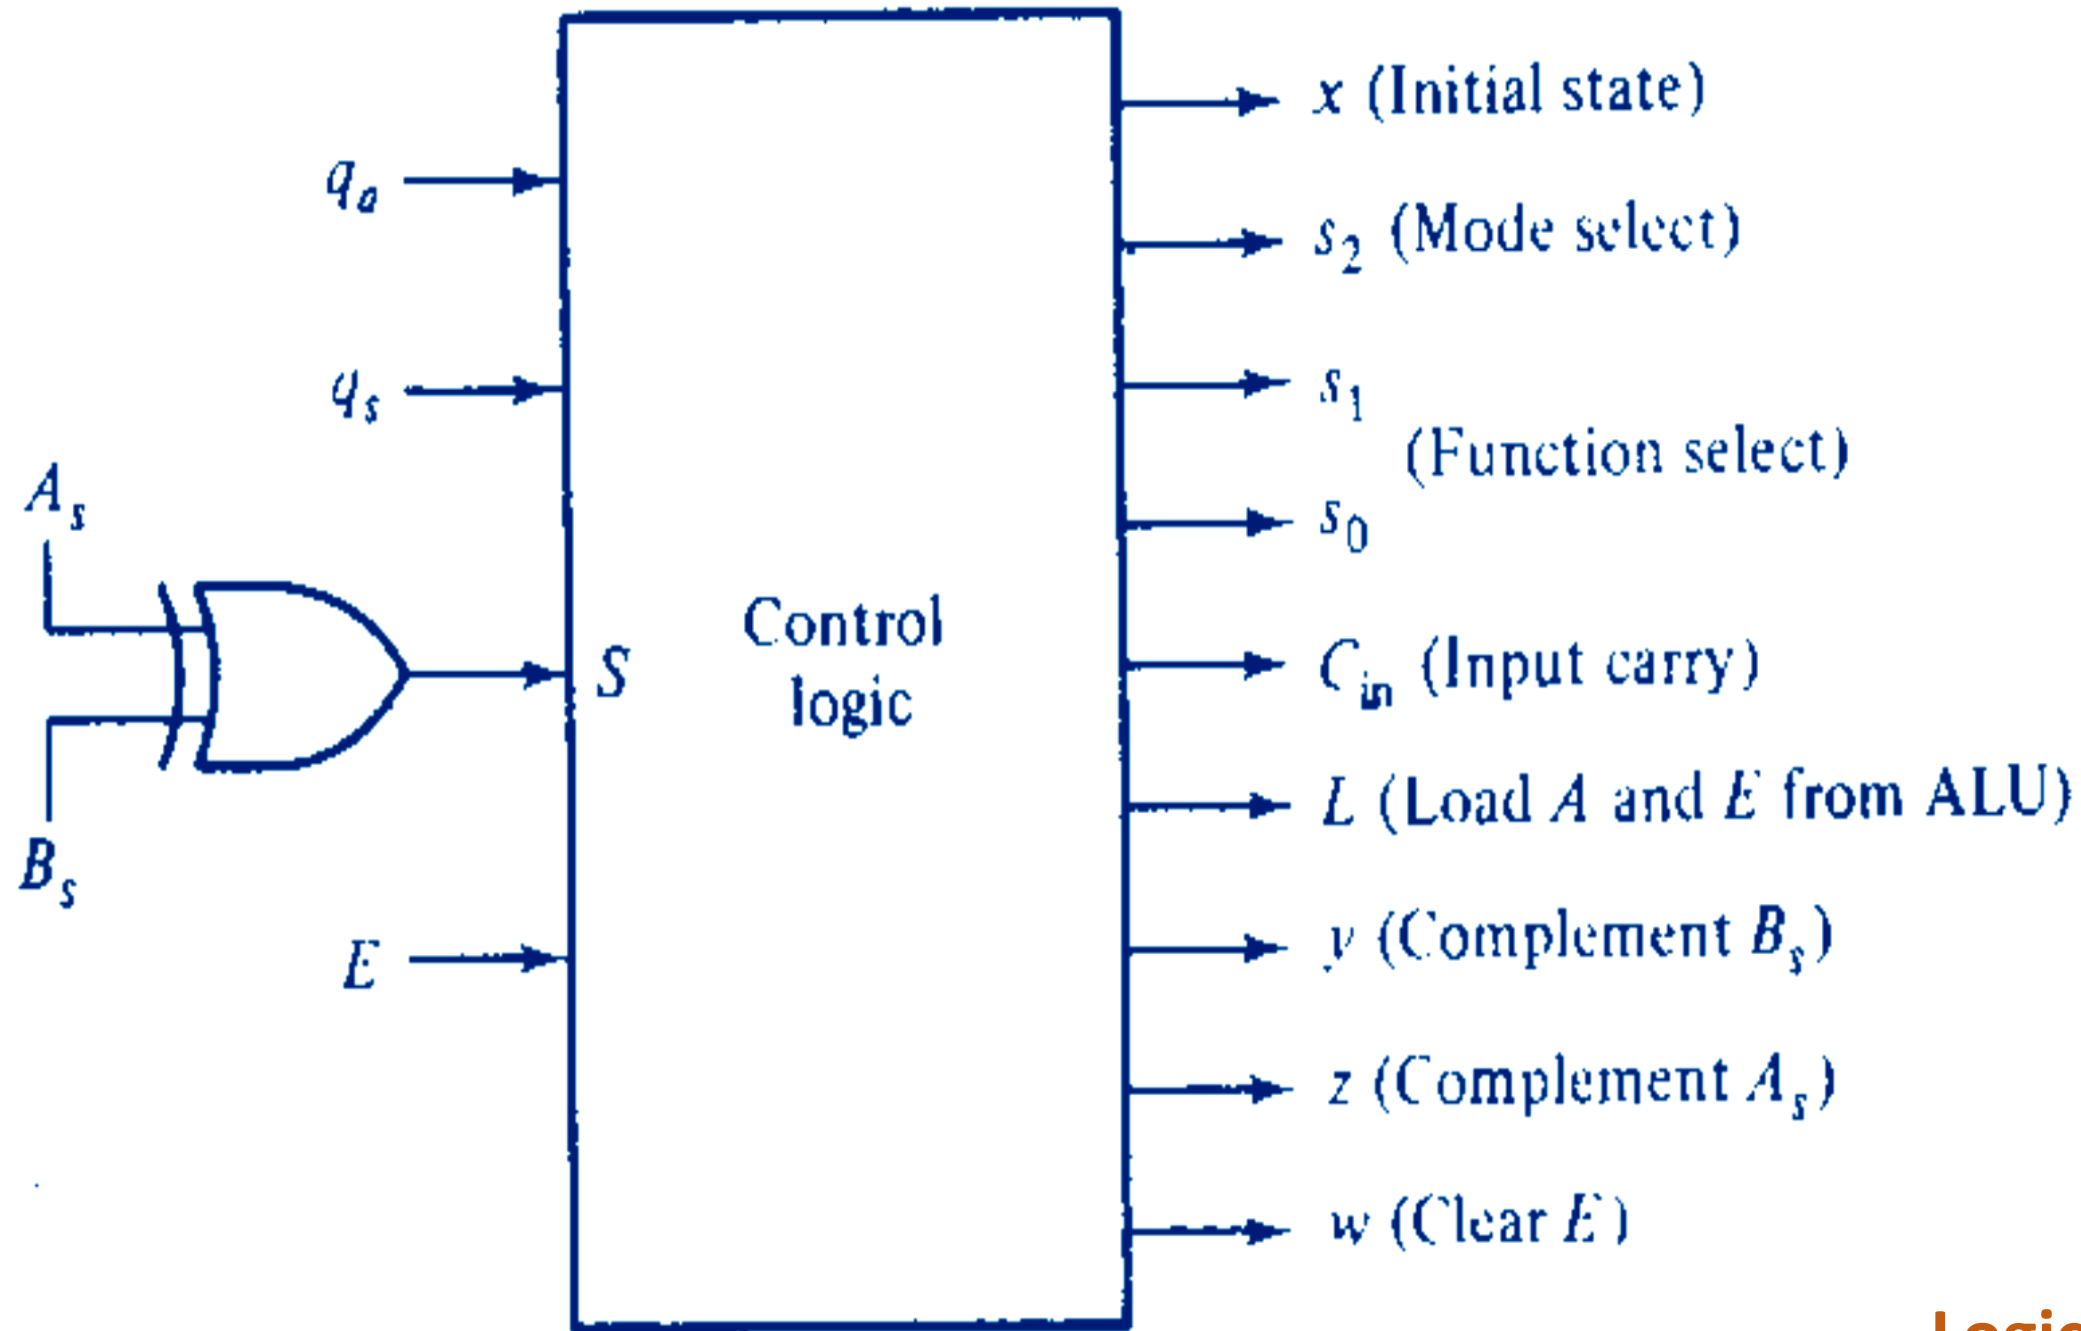 x (Initial state)
q_a
s_2 (Mode select)
q_s
s_1
(Function select)
s_0
A_s
S
Control
logic
C_in (Input carry)
L (Load A and E from ALU)
B_s
y (Complement B_s)
E
z (Complement A_s)
w (Clear E)